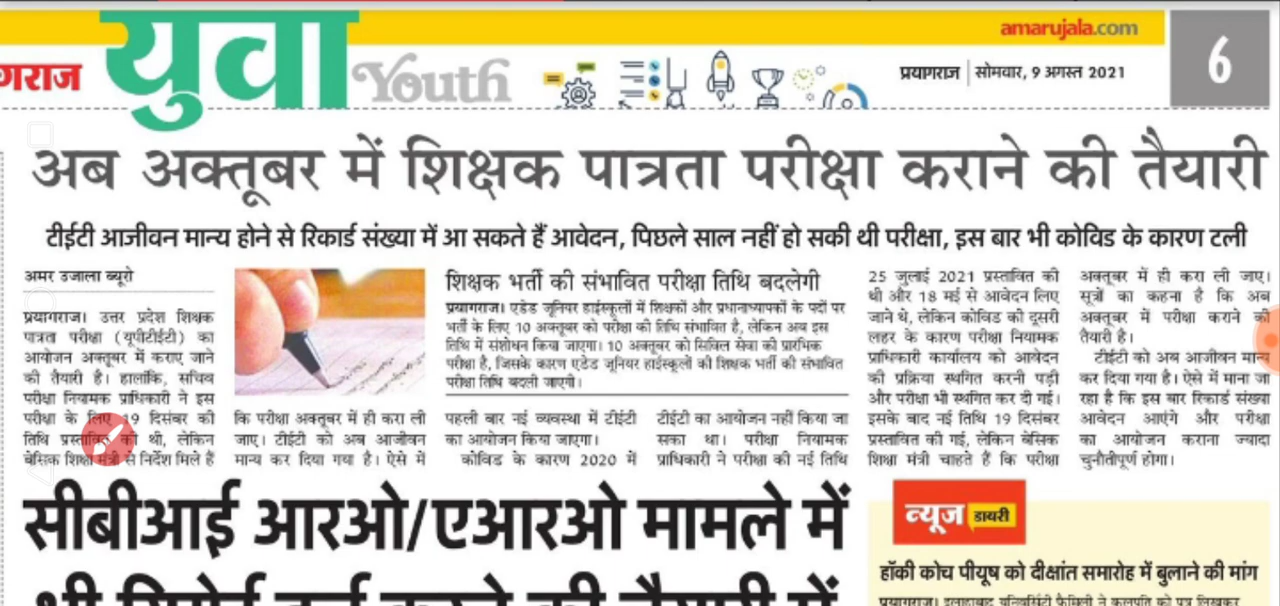 गराज
युवा
Youth
amarujala.com
प्रयागराज | सोमवार, 9 अगस्त 2021
6
अब अक्तूबर में शिक्षक पात्रता परीक्षा कराने की तैयारी
टीईटी आजीवन मान्य होने से रिकार्ड संख्या में आ सकते हैं आवेदन, पिछले साल नहीं हो सकी थी परीक्षा, इस बार भी कोविड के कारण टली
अमर उजाला ब्यूरो
प्रयागराज। उत्तर प्रदेश शिक्षक
पात्रता परीक्षा (यूपीटीईटी) का
आयोजन अक्तूबर में कराए जाने
की तैयारी है। हालांकि, सचिव
परीक्षा नियामक प्राधिकारी ने इस
परीक्षा के लिए 19 दिसंबर की
तिथि प्रस्तावित की थी, लेकिन
बेसिक शिक्षा मंत्री से निर्देश मिले हैं
कि परीक्षा अक्तूबर में ही करा ली
जाए। टीईटी को अब आजीवन
मान्य कर दिया गया है। ऐसे में
शिक्षक भर्ती की संभावित परीक्षा तिथि बदलेगी
प्रयागराज। एडेड जूनियर हाईस्कूलों में शिक्षकों और प्रधानाध्यापकों के पदों पर
भर्ती के लिए 10 अक्तूबर को परीक्षा की तिथि संभावित है, लेकिन अब इस
तिथि में संशोधन किया जाएगा। 10 अक्तूबर को सिविल सेवा की प्रारंभिक
परीक्षा है, जिसके कारण एडेड जूनियर हाईस्कूलों की शिक्षक भर्ती की संभावित
परीक्षा तिथि बदली जाएगी।
पहली बार नई व्यवस्था में टीईटी
का आयोजन किया जाएगा।
कोविड के कारण 2020 में
टीईटी का आयोजन नहीं किया जा
सका था। परीक्षा नियामक
प्राधिकारी ने परीक्षा की नई तिथि
25 जुलाई 2021 प्रस्तावित की
थी और 18 मई से आवेदन लिए
जाने थे, लेकिन कोविड की दूसरी
लहर के कारण परीक्षा नियामक
प्राधिकारी कार्यालय को आवेदन
की प्रक्रिया स्थगित करनी पड़ी
और परीक्षा भी स्थगित कर दी गई।
इसके बाद नई तिथि 19 दिसंबर
प्रस्तावित की गई, लेकिन बेसिक
शिक्षा मंत्री चाहते हैं कि परीक्षा
अक्तूबर में ही करा ली जाए।
सूत्रों का कहना है कि अब
अक्तूबर में परीक्षा कराने की
तैयारी है।
टीईटी को अब आजीवन मान्य
कर दिया गया है। ऐसे में माना जा
रहा है कि इस बार रिकार्ड संख्या
आवेदन आएंगे और परीक्षा
का आयोजन कराना ज्यादा
चुनौतीपूर्ण होगा।
सीबीआई आरओ/एआरओ मामले में
भी रिपोर्ट दर्ज करने की तैयारी में
न्यूज डायरी
हॉकी कोच पीयूष को दीक्षांत समारोह में बुलाने की मांग
प्रयागराज। इलाहाबाद यूनिवर्सिटी फैमिली ने कुलपति को पत्र लिखकर